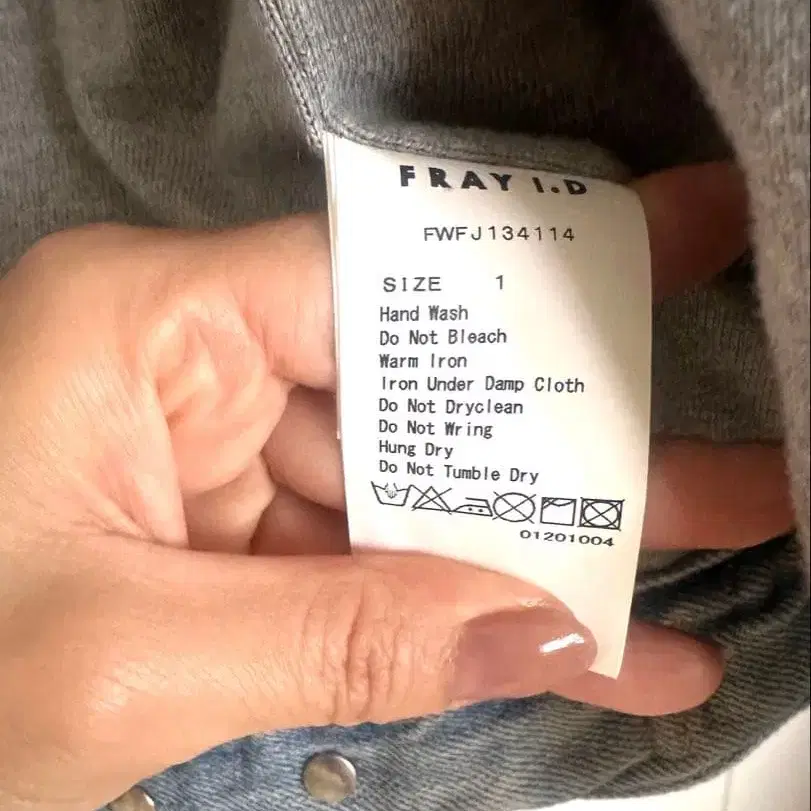 FRAY I.D
FWFJ134114
SIZE 1
Hand Wash
Do Not Bleach
Warm Iron
Iron Under Damp Cloth
Do Not Dryclean
Do Not Wring
Hung Dry
Do Not Tumble Dry
01201004